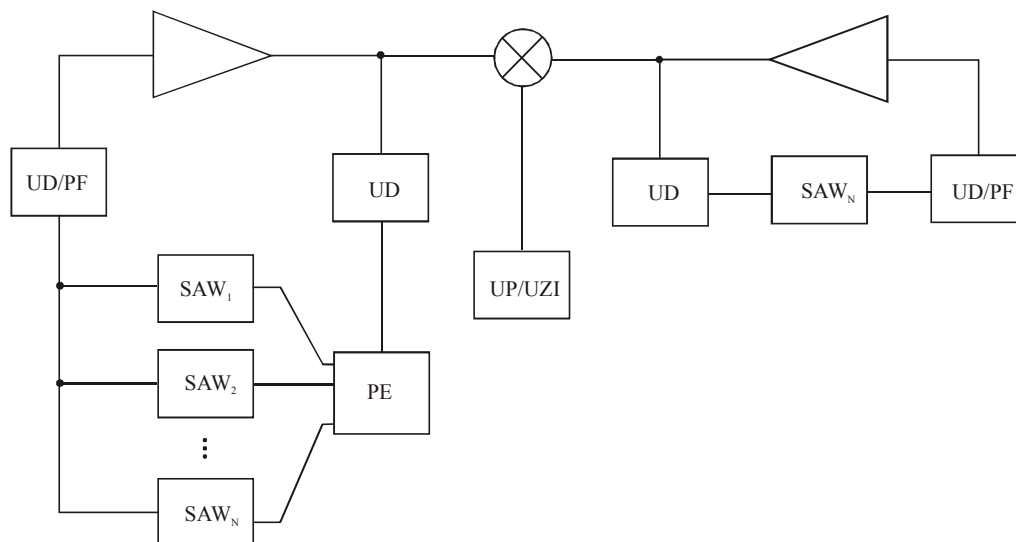 UD/PF
UD
UD
SAW_N
UD/PF
SAW_1
UP/UZI
SAW_2
PE
SAW_N